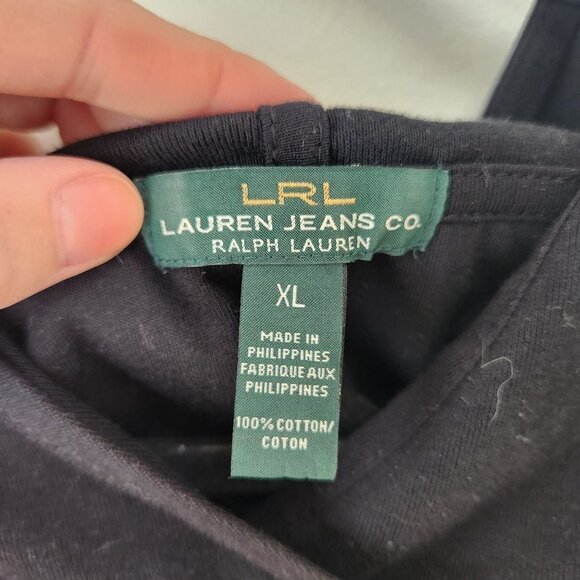 LRL
LAUREN JEANS CO.
RALPH LAUREN
XL
MADE IN
PHILIPPINES
FABRIQUE AUX
PHILIPPINES
100% COTTON/
COTON